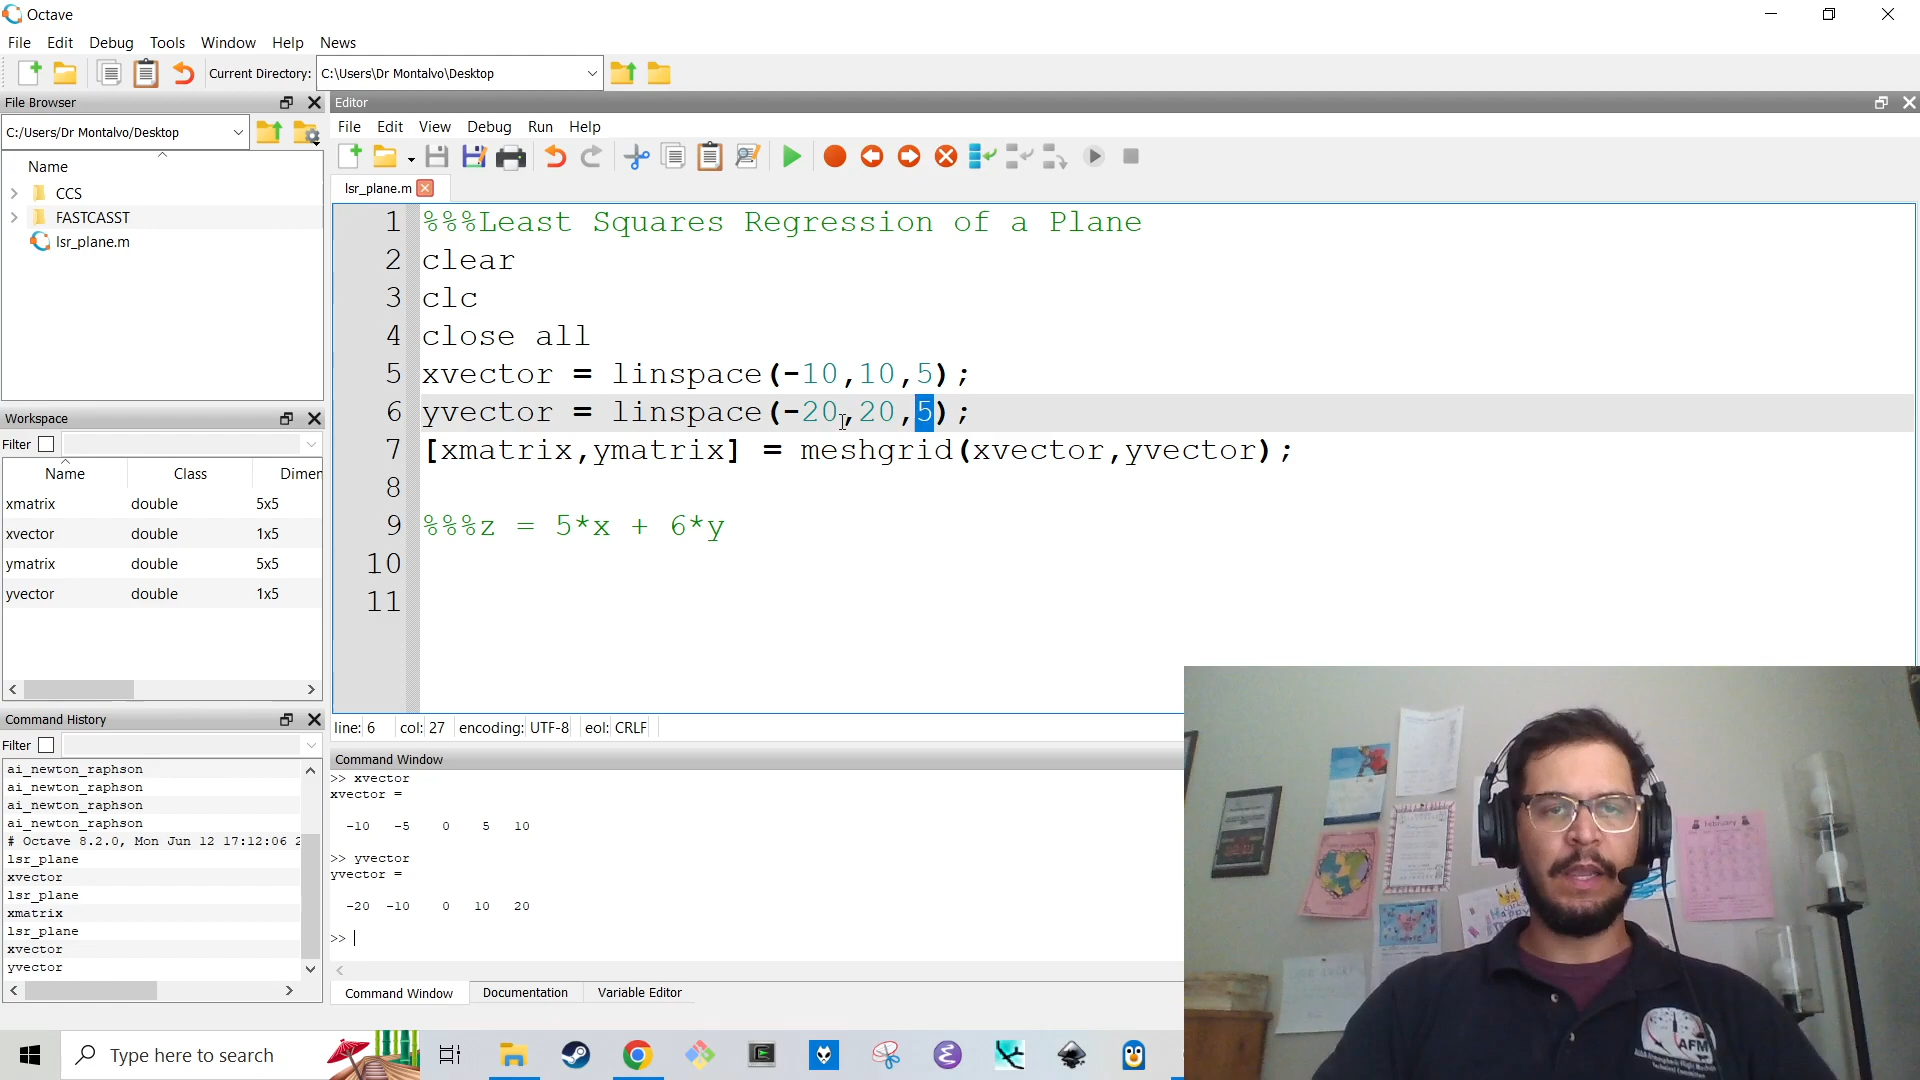 Octave
File Edit Debug Tools Window Help News
Current Directory: C:\Users\Dr Montalvo\Desktop
File Browser
C:/Users/Dr Montalvo/Desktop
Name
CCS
FASTCASST
lsr_plane.m
Workspace
Filter
Name Class Dimen
xmatrix double 5x5
xvector double 1x5
ymatrix double 5x5
yvector double 1x5
Command History
Filter
ai_newton_raphson
ai_newton_raphson
ai_newton_raphson
ai_newton_raphson
# Octave 8.2.0, Mon Jun 12 17:12:06 2
lsr_plane
xvector
lsr_plane
xmatrix
lsr_plane
xvector
yvector
Editor
File Edit View Debug Run Help
lsr_plane.m
1 %%%Least Squares Regression of a Plane
2 clear
3 clc
4 close all
5 xvector = linspace(-10,10,5);
6 yvector = linspace(-20,20,5);
7 [xmatrix,ymatrix] = meshgrid(xvector,yvector);
8
9 %%%z = 5*x + 6*y
10
11
line: 6 col: 27 encoding: UTF-8 eol: CRLF
Command Window
>> xvector
xvector =
-10 -5 0 5 10
>> yvector
yvector =
-20 -10 0 10 20
>>
Command Window Documentation Variable Editor
Type here to search
February
Happy
AFM